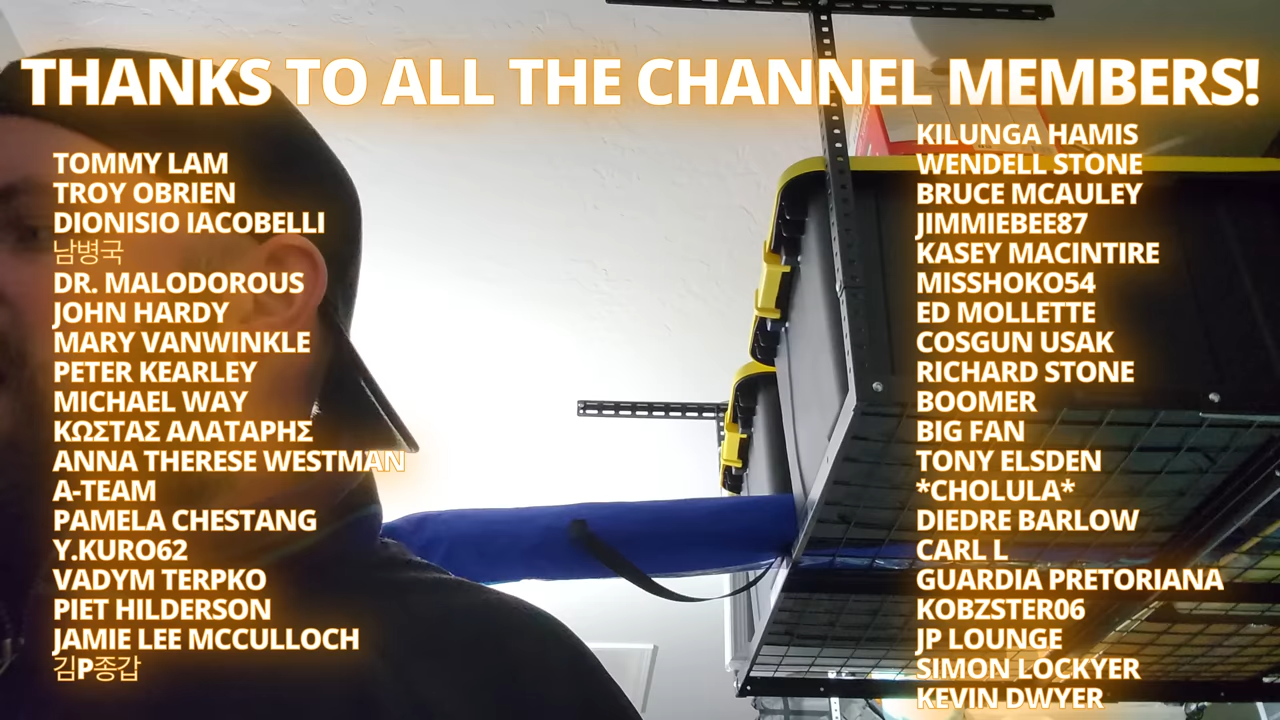 THANKS TO ALL THE CHANNEL MEMBERS!
TOMMY LAM
TROY OBRIEN
DIONISIO IACOBELLI
남병국
DR. MALODOROUS
JOHN HARDY
MARY VANWINKLE
PETER KEARLEY
MICHAEL WAY
ΚΩΣΤΑΣ ΑΛΑΤΑΡΗΣ
ANNA THERESE WESTMAN
A-TEAM
PAMELA CHESTANG
Y.KURO62
VADYM TERPKO
PIET HILDERSON
JAMIE LEE MCCULLOCH
김P종갑
KILUNGA HAMIS
WENDELL STONE
BRUCE MCAULEY
JIMMIEBEE87
KASEY MACINTIRE
MISSHOKO54
ED MOLLETTE
COSGUN USAK
RICHARD STONE
BOOMER
BIG FAN
TONY ELSDEN
*CHOLULA*
DIEDRE BARLOW
CARL L
GUARDIA PRETORIANA
KOBZSTER06
JP LOUNGE
SIMON LOCKYER
KEVIN DWYER